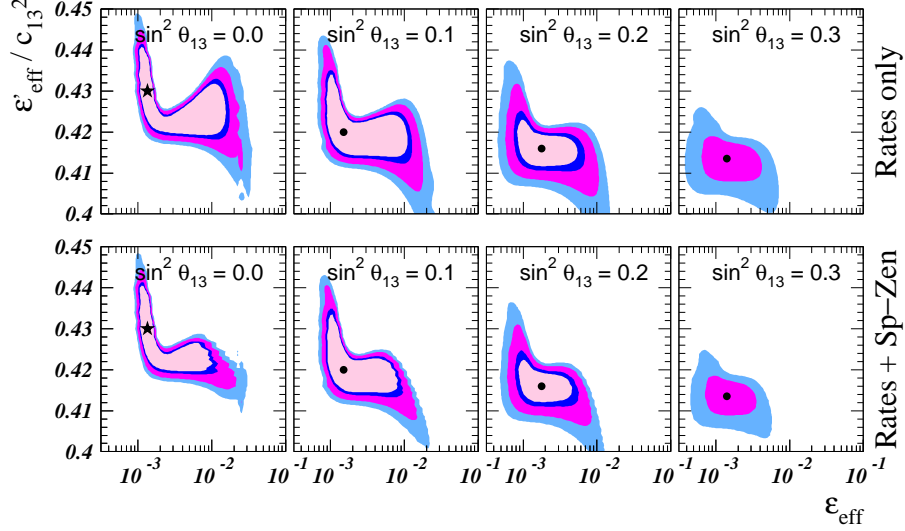 ε'eff / c13²
0.45
0.44
0.43
0.42
0.41
0.4
sin² θ13 = 0.0
sin² θ13 = 0.1
sin² θ13 = 0.2
sin² θ13 = 0.3
Rates only
0.45
0.44
0.43
0.42
0.41
0.4
sin² θ13 = 0.0
sin² θ13 = 0.1
sin² θ13 = 0.2
sin² θ13 = 0.3
Rates + Sp-Zen
10⁻³ 10⁻² 10⁻¹ 10⁻³ 10⁻² 10⁻¹ 10⁻³ 10⁻² 10⁻¹ 10⁻³ 10⁻² 10⁻¹
εeff